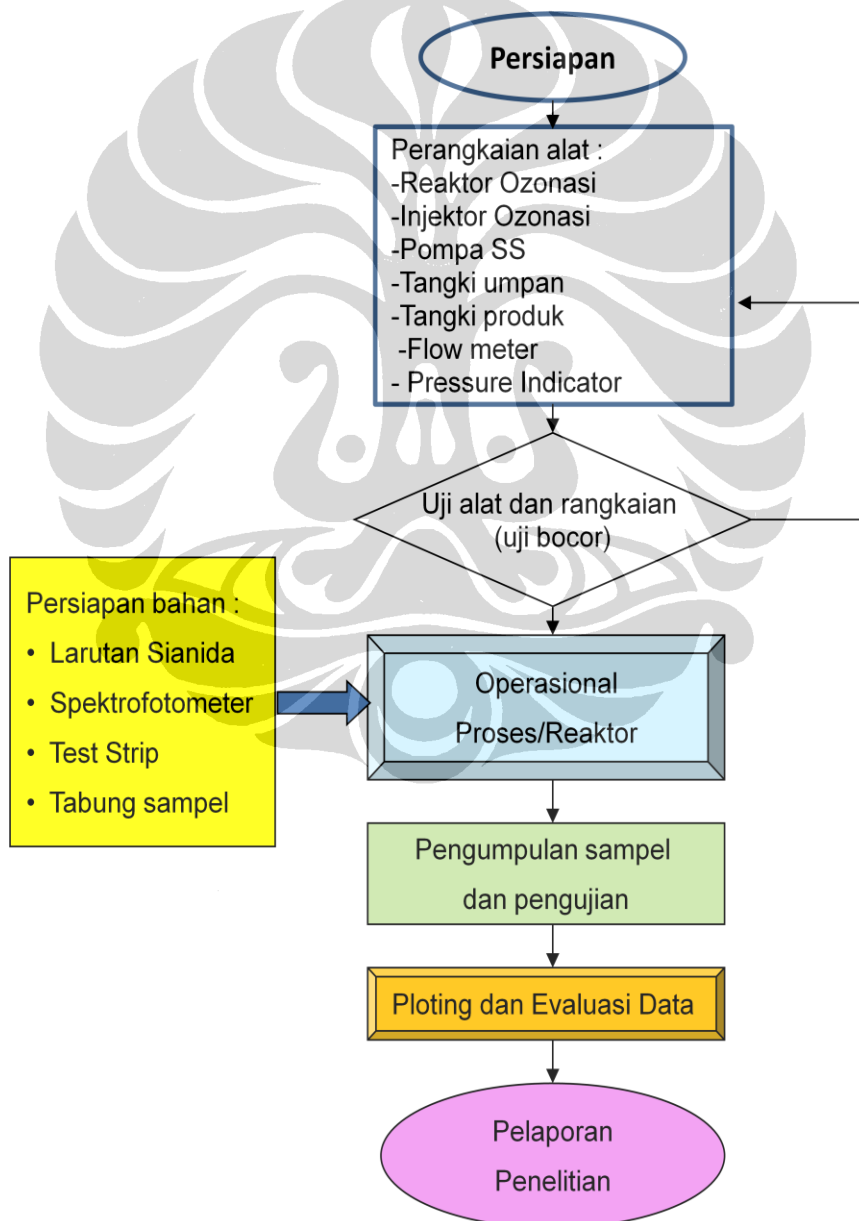 Persiapan
Perangkaian alat :
-Reaktor Ozonasi
-Injektor Ozonasi
-Pompa SS
-Tangki umpan
-Tangki produk
-Flow meter
- Pressure Indicator
Uji alat dan rangkaian
(uji bocor)
Persiapan bahan :
• Larutan Sianida
• Spektrofotometer
• Test Strip
• Tabung sampel
Operasional
Proses/Reaktor
Pengumpulan sampel
dan pengujian
Ploting dan Evaluasi Data
Pelaporan
Penelitian